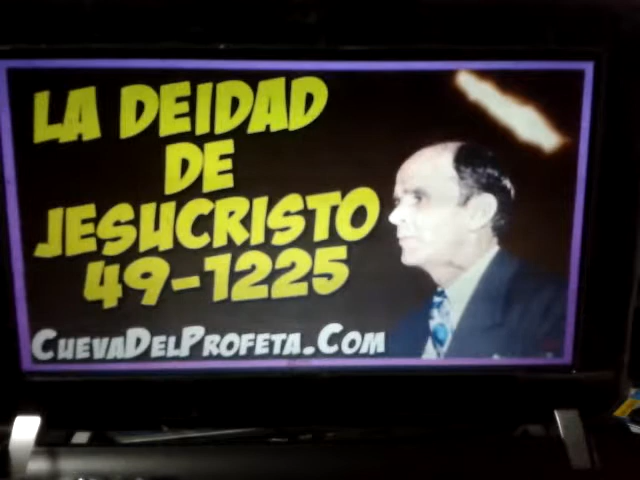 LA DEIDAD
DE
JESUCRISTO
49-1225
CUEVADELPROFETA.COM